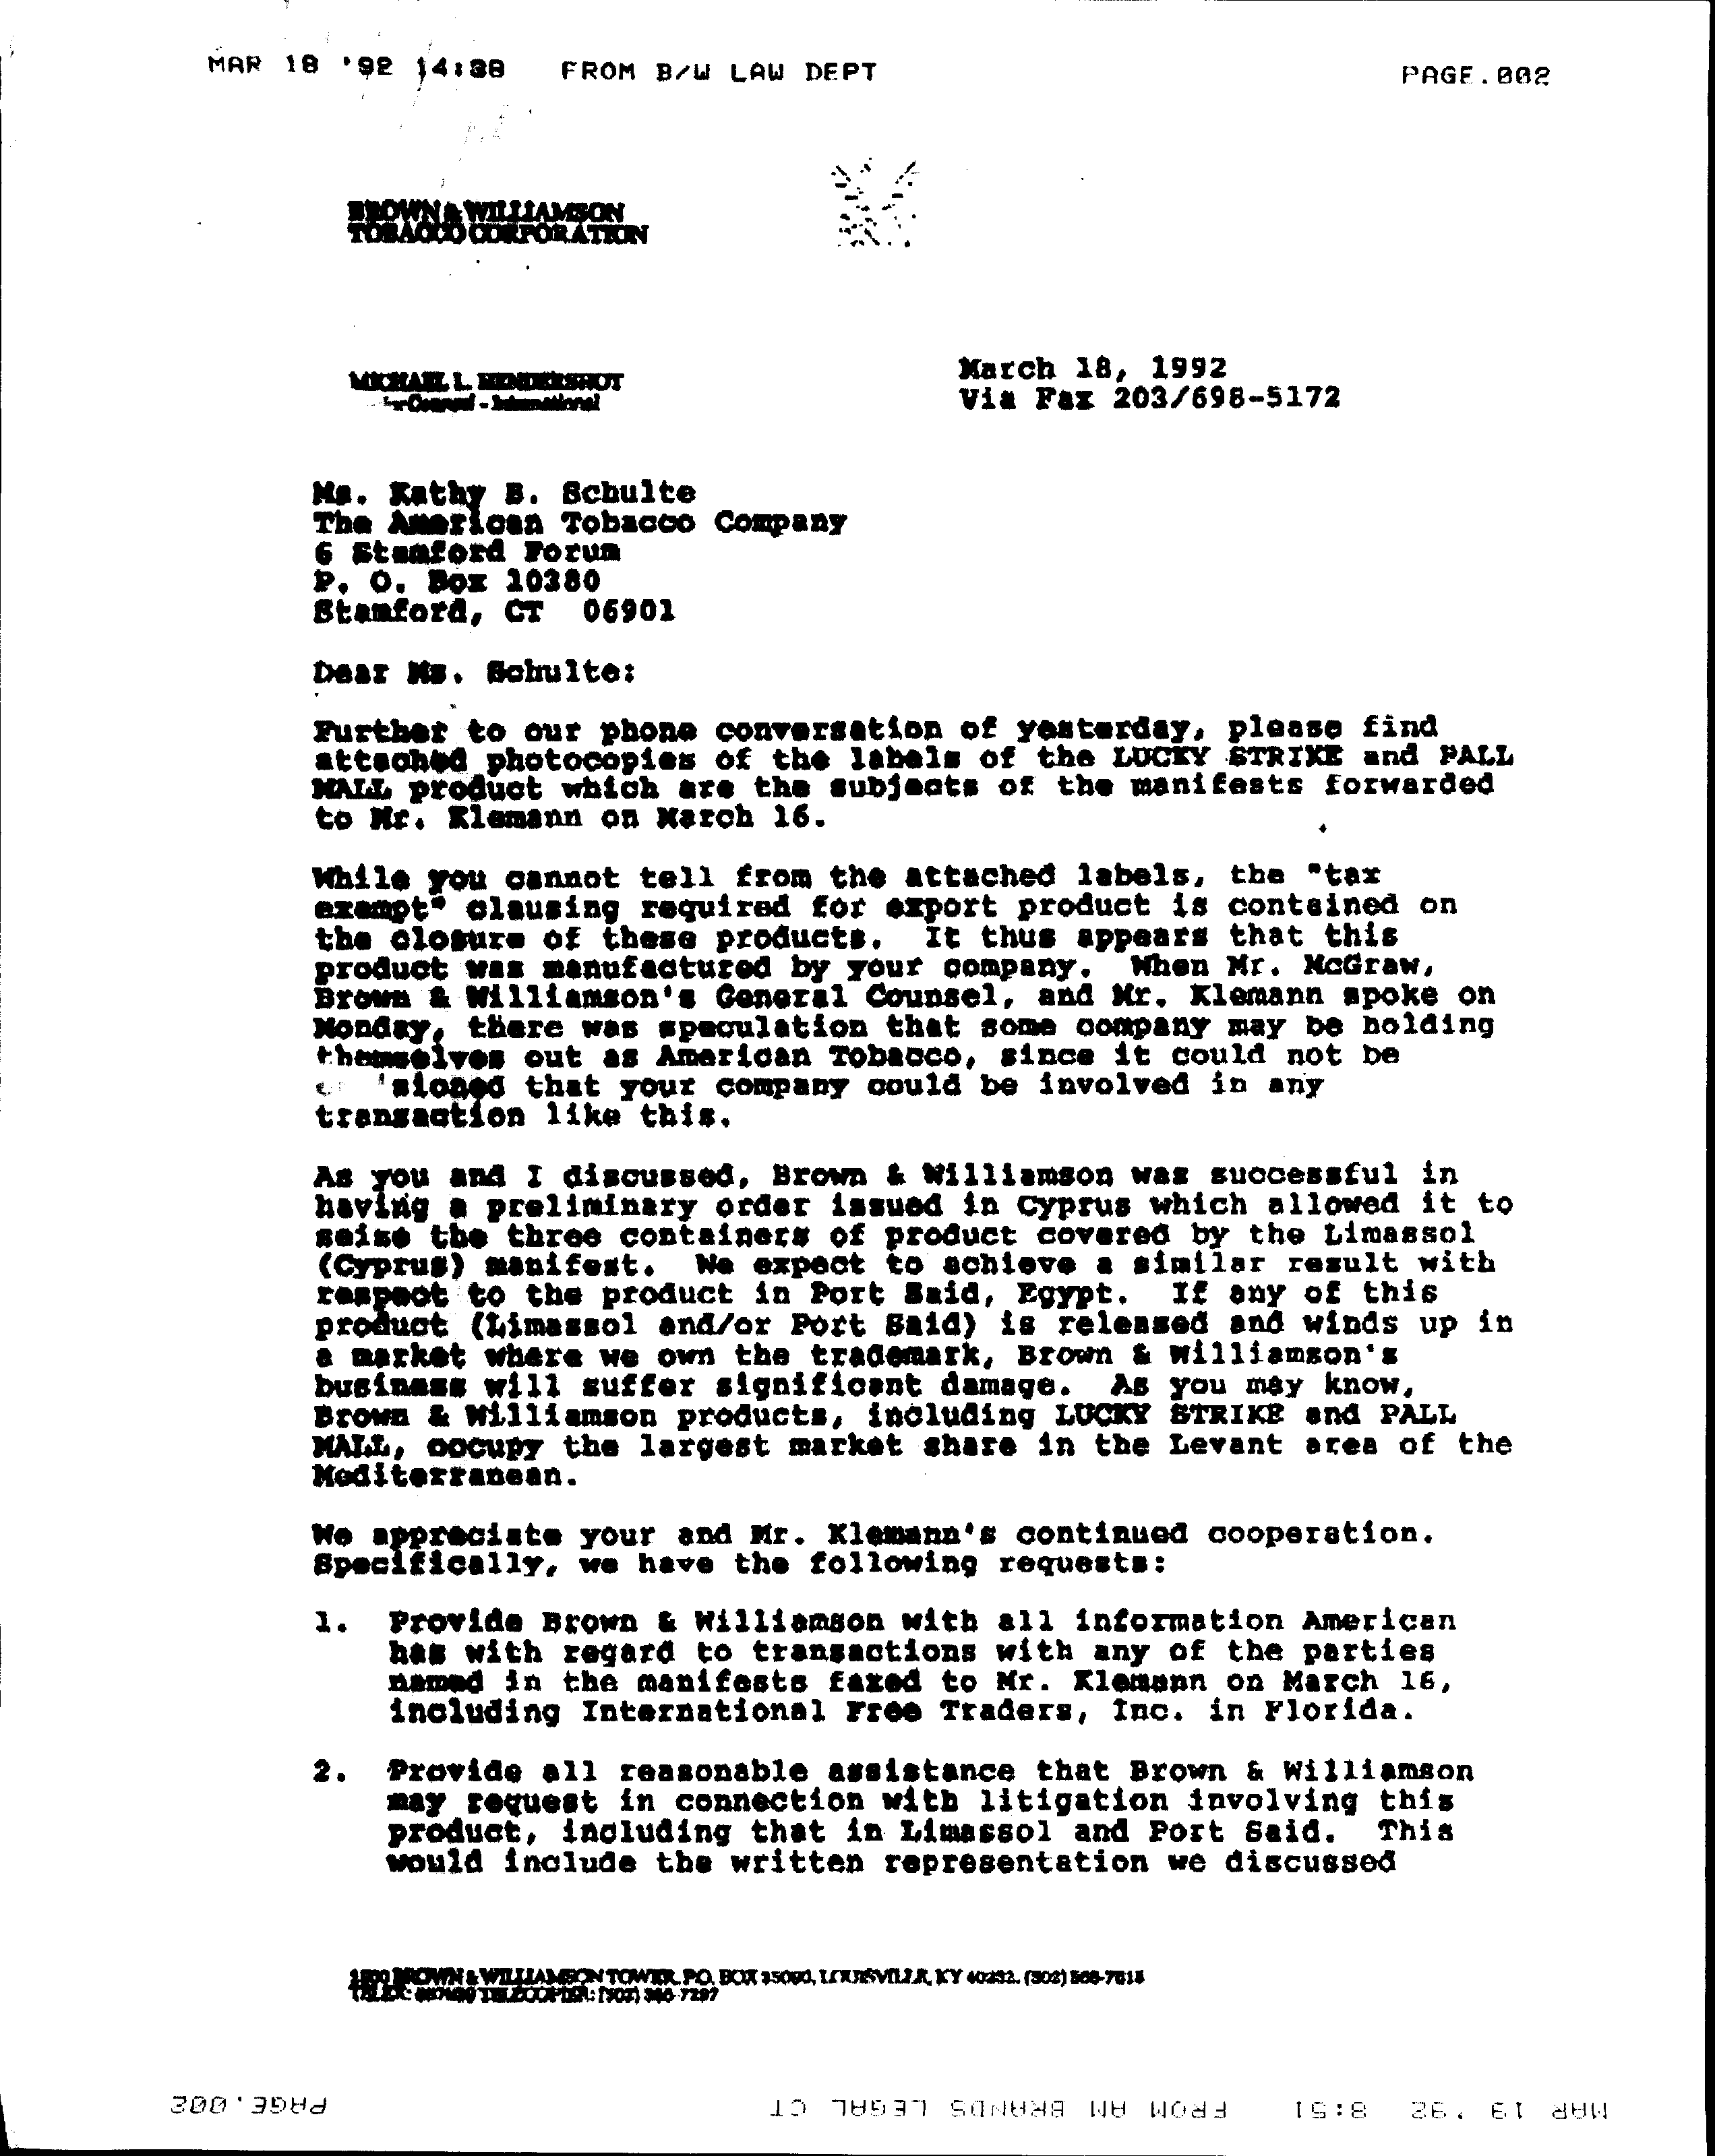 MAR 18 '92 14:38 FROM B/W LAW DEPT PAGE.002
BROWN & WILLIAMSON
TOBACCO CORPORATION
MICHAEL L. HENDERSHOT
Counsel - International
March 18, 1992
Via Fax 203/698-5172
Ms. Kathy B. Schulte
The American Tobacco Company
6 Stamford Forum
P. O. Box 10380
Stamford, CT 06901
Dear Ms. Schulte:
Further to our phone conversation of yesterday, please find
attached photocopies of the labels of the LUCKY STRIKE and PALL
MALL product which are the subjects of the manifests forwarded
to Mr. Klemann on March 16.
While you cannot tell from the attached labels, the "tax
exempt" clausing required for export product is contained on
the closure of these products. It thus appears that this
product was manufactured by your company. When Mr. McGraw,
Brown & Williamson's General Counsel, and Mr. Klemann spoke on
Monday, there was speculation that some company may be holding
themselves out as American Tobacco, since it could not be
that your company could be involved in any
transaction like this.
As you and I discussed, Brown & Williamson was successful in
having a preliminary order issued in Cyprus which allowed it to
seize the three containers of product covered by the Limassol
(Cyprus) manifest. We expect to achieve a similar result with
respect to the product in Port Said, Egypt. If any of this
product (Limassol and/or Port Said) is released and winds up in
a market where we own the trademark, Brown & Williamson's
business will suffer significant damage. As you may know,
Brown & Williamson products, including LUCKY STRIKE and PALL
MALL, occupy the largest market share in the Levant area of the
Mediterranean.
We appreciate your and Mr. Klemann's continued cooperation.
Specifically, we have the following requests:
1. Provide Brown & Williamson with all information American
has with regard to transactions with any of the parties
named in the manifests faxed to Mr. Klemann on March 16,
including International Free Traders, Inc. in Florida.
2. Provide all reasonable assistance that Brown & Williamson
may request in connection with litigation involving this
product, including that in Limassol and Port Said. This
would include the written representation we discussed
1500 BROWN & WILLIAMSON TOWER, P.O. BOX 35090, LOUISVILLE, KY 40232. (502)
TELECOPIER: (502)
MAR 19 '92 8:51 FROM AM BRANDS LEGAL CT PAGE.002